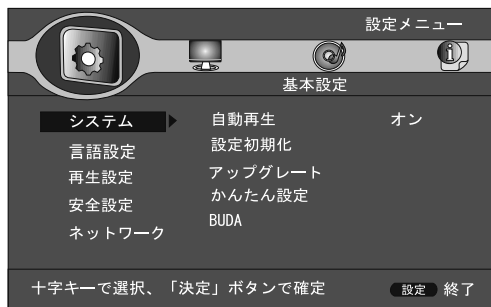 設定メニュー
基本設定
システム
言語設定
再生設定
安全設定
ネットワーク
自動再生 オン
設定初期化
アップグレート
かんたん設定
BUDA
十字キーで選択、「決定」ボタンで確定 設定 終了